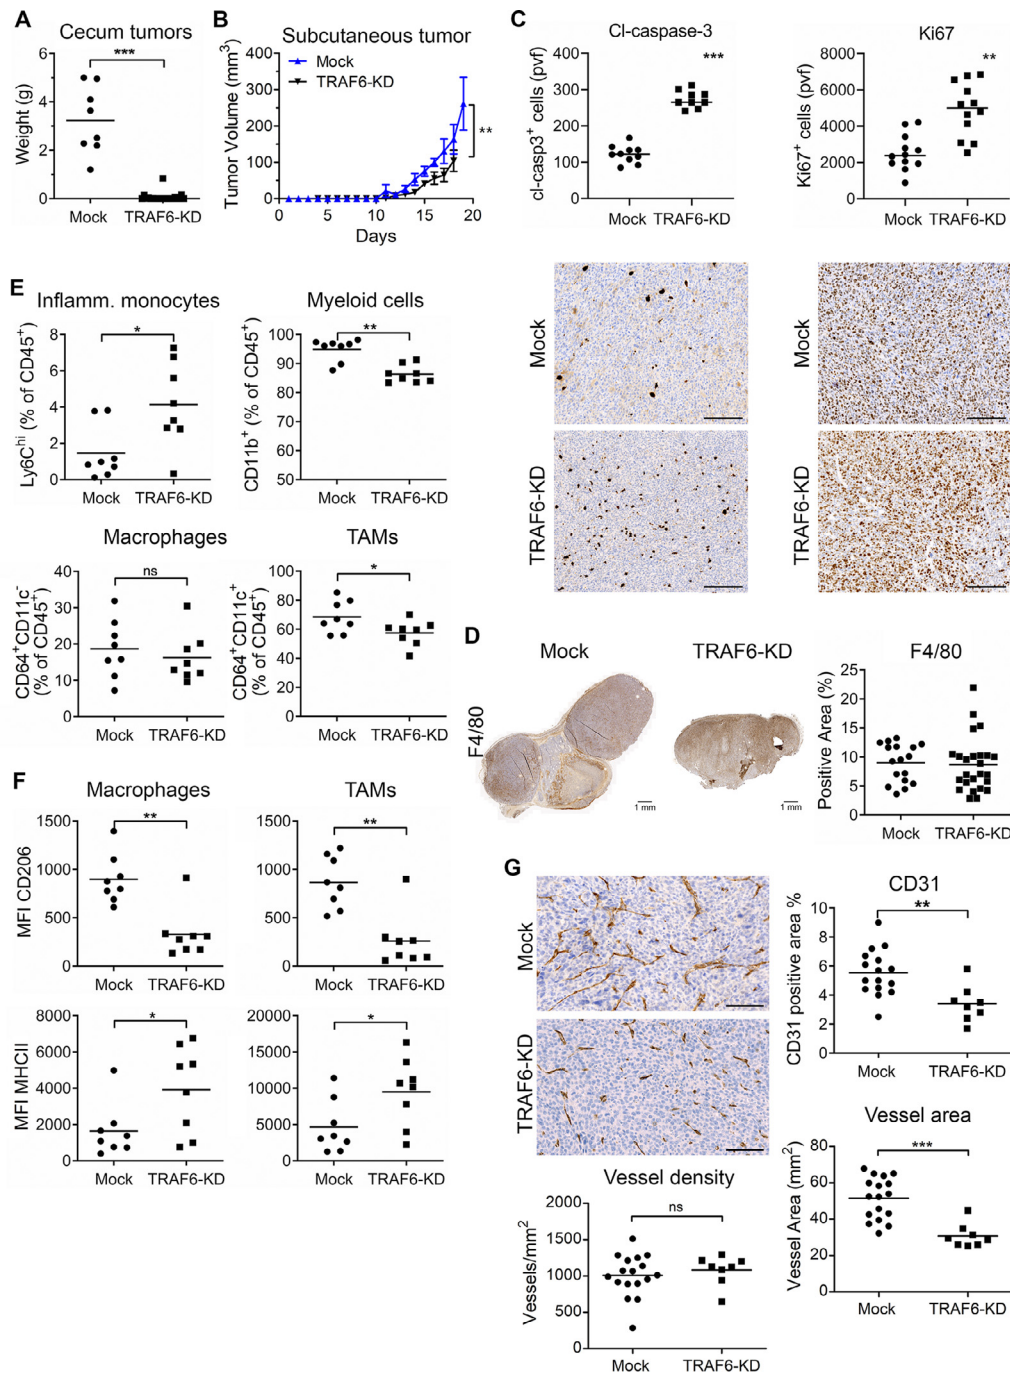 A
Cecum tumors
***
Weight (g)
6
4
2
0
Mock TRAF6-KD
B
Subcutaneous tumor
Mock
TRAF6-KD
**
Tumor Volume (mm³)
400
300
200
100
0
0 5 10 15 20
Days
C
Cl-caspase-3
***
cl-casp3⁺ cells (pvf)
400
300
200
100
0
Mock TRAF6-KD
Ki67
**
Ki67⁺ cells (pvf)
8000
6000
4000
2000
0
Mock TRAF6-KD
Mock
TRAF6-KD
Mock
TRAF6-KD
E
Inflamm. monocytes
*
Ly6Cʰⁱ (% of CD45⁺)
8
6
4
2
0
Mock TRAF6-KD
Myeloid cells
**
CD11b⁺ (% of CD45⁺)
100
90
80
70
60
50
Mock TRAF6-KD
Macrophages
ns
CD64⁺CD11c⁻
(% of CD45⁺)
40
30
20
10
0
Mock TRAF6-KD
TAMs
*
CD64⁺CD11c⁺
(% of CD45⁺)
100
80
60
40
20
0
Mock TRAF6-KD
D
Mock
TRAF6-KD
F4/80
1 mm
1 mm
F4/80
Positive Area (%)
25
20
15
10
5
0
Mock TRAF6-KD
F
Macrophages
**
MFI CD206
1500
1000
500
0
Mock TRAF6-KD
TAMs
**
1500
1000
500
0
Mock TRAF6-KD
*
MFI MHCII
8000
6000
4000
2000
0
Mock TRAF6-KD
*
20000
15000
10000
5000
0
Mock TRAF6-KD
G
Mock
TRAF6-KD
CD31
**
CD31 positive area %
10
8
6
4
2
0
Mock TRAF6-KD
Vessel density
ns
Vessels/mm²
2000
1500
1000
500
0
Mock TRAF6-KD
Vessel area
***
Vessel Area (mm²)
80
60
40
20
0
Mock TRAF6-KD